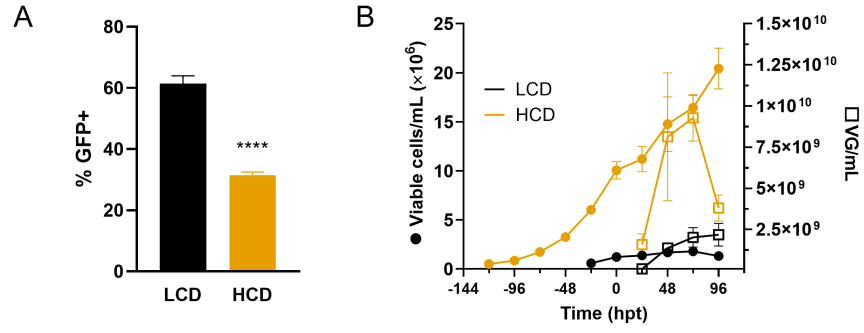 A
% GFP+
80
60
40
20
0
****
LCD
HCD
B
● Viable cells/mL (×10⁶)
25
20
15
10
5
0
LCD
HCD
1.5×10¹⁰
1.25×10¹⁰
1×10¹⁰
7.5×10⁹
5×10⁹
2.5×10⁹
□ VG/mL
-144
-96
-48
0
48
96
Time (hpt)